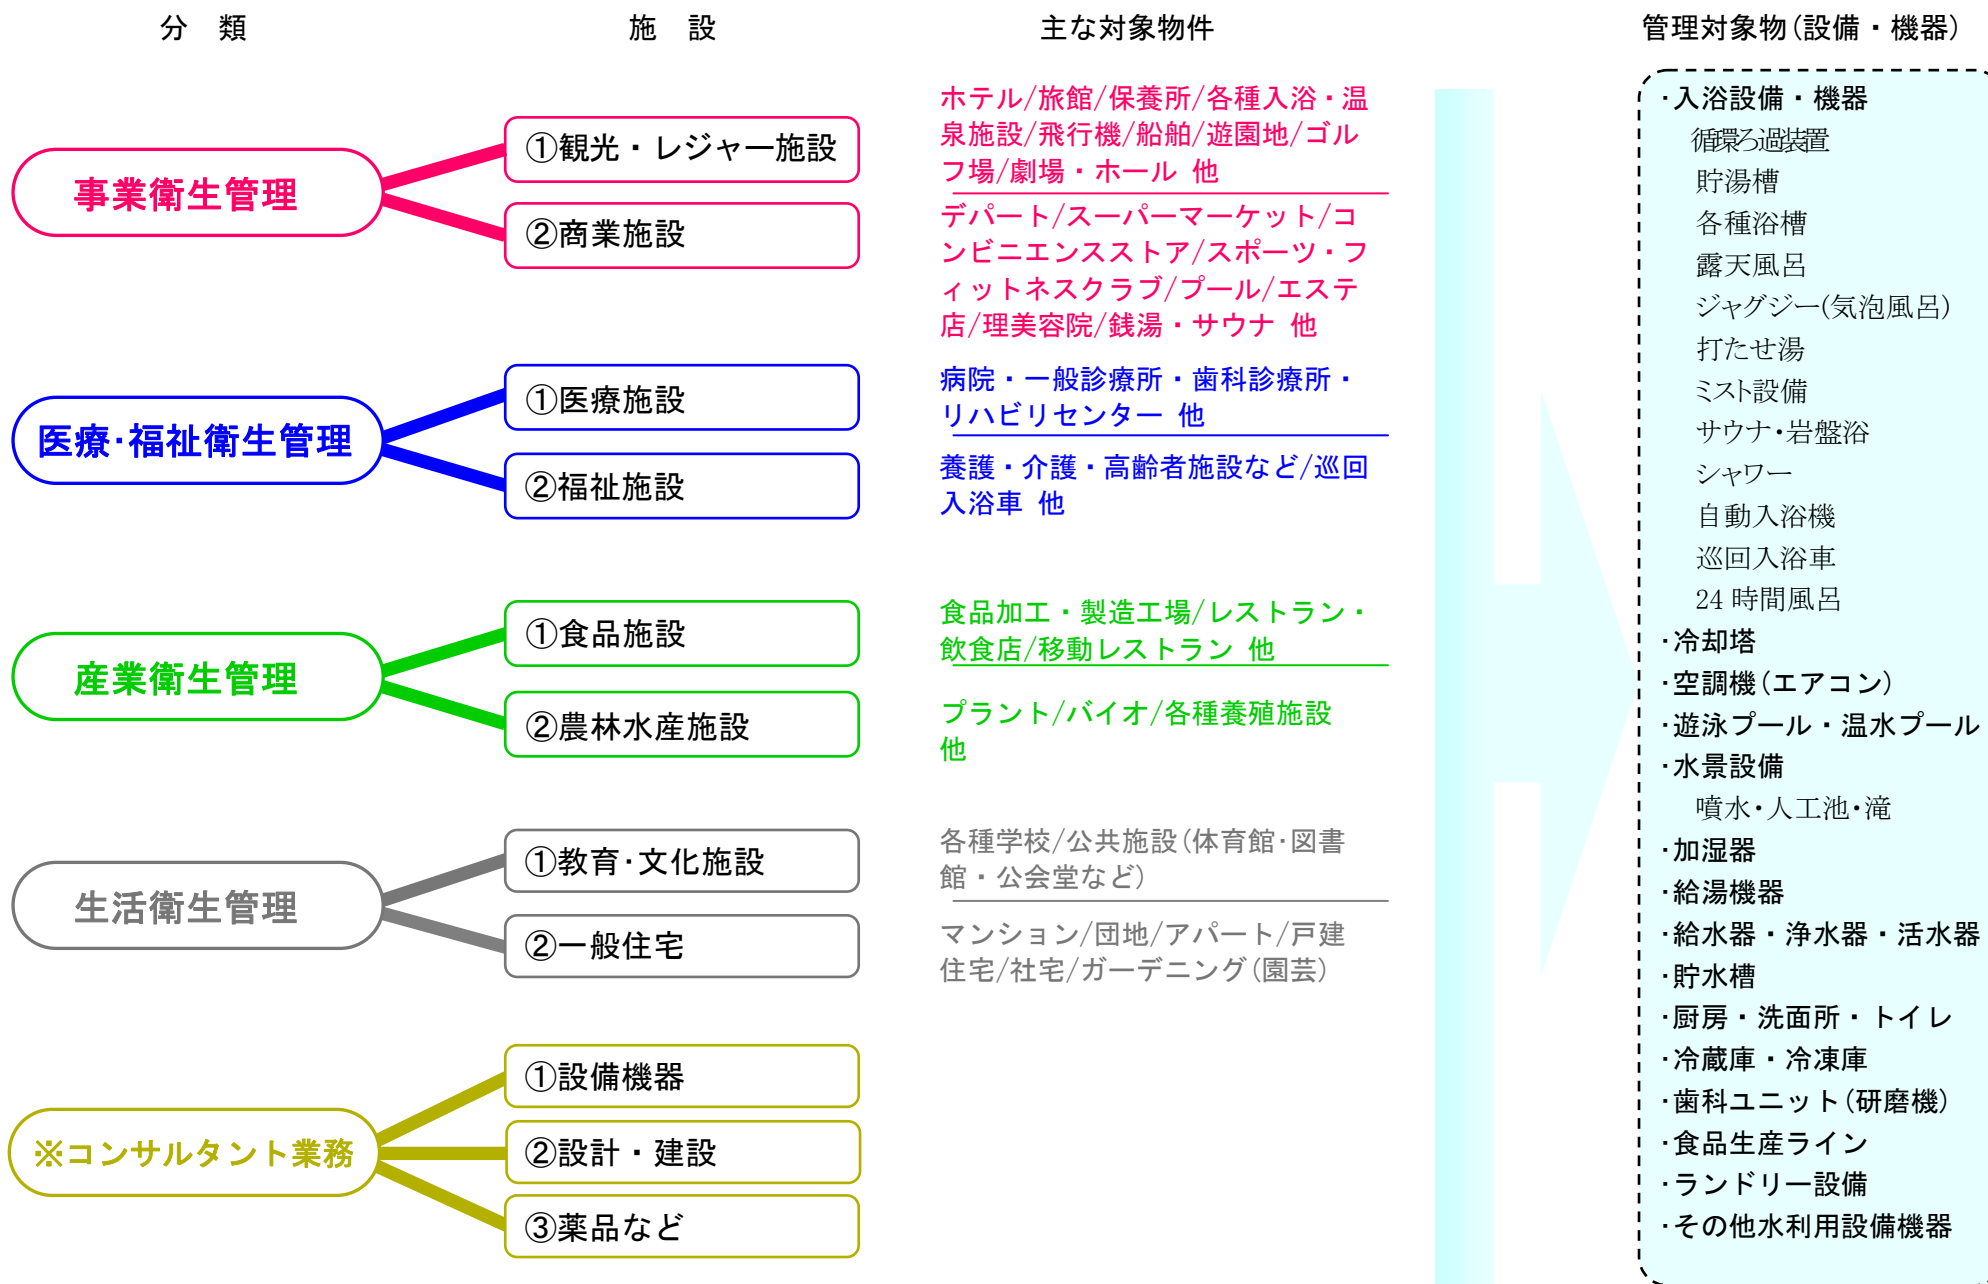 分　類
施　設
主な対象物件
管理対象物(設備・機器)
事業衛生管理
①観光・レジャー施設
ホテル/旅館/保養所/各種入浴・温
泉施設/飛行機/船舶/遊園地/ゴル
フ場/劇場・ホール 他
②商業施設
デパート/スーパーマーケット/コ
ンビニエンスストア/スポーツ・フ
ィットネスクラブ/プール/エステ
店/理美容院/銭湯・サウナ 他
医療・福祉衛生管理
①医療施設
病院・一般診療所・歯科診療所・
リハビリセンター 他
②福祉施設
養護・介護・高齢者施設など/巡回
入浴車 他
産業衛生管理
①食品施設
食品加工・製造工場/レストラン・
飲食店/移動レストラン 他
②農林水産施設
プラント/バイオ/各種養殖施設
他
生活衛生管理
①教育・文化施設
各種学校/公共施設(体育館・図書
館・公会堂など)
②一般住宅
マンション/団地/アパート/戸建
住宅/社宅/ガーデニング(園芸)
※コンサルタント業務
①設備機器
②設計・建設
③薬品など
・入浴設備・機器
循環ろ過装置
貯湯槽
各種浴槽
露天風呂
ジャグジー(気泡風呂)
打たせ湯
ミスト設備
サウナ・岩盤浴
シャワー
自動入浴機
巡回入浴車
24時間風呂
・冷却塔
・空調機(エアコン)
・遊泳プール・温水プール
・水景設備
噴水・人工池・滝
・加湿器
・給湯機器
・給水器・浄水器・活水器
・貯水槽
・厨房・洗面所・トイレ
・冷蔵庫・冷凍庫
・歯科ユニット(研磨機)
・食品生産ライン
・ランドリー設備
・その他水利用設備機器